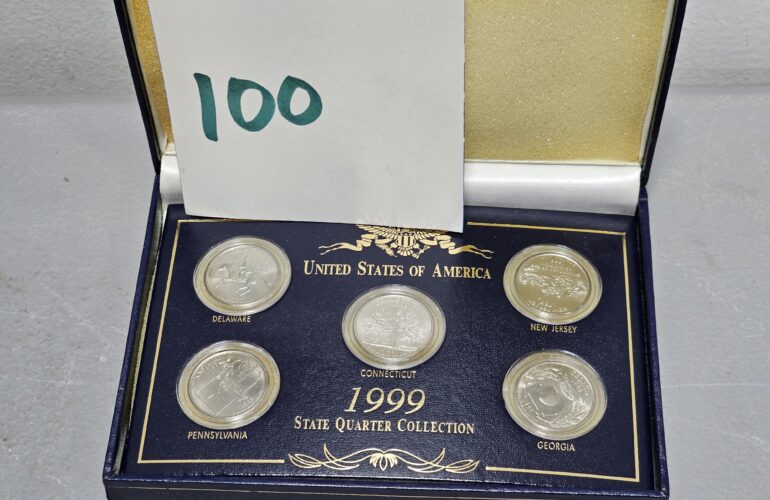 100
UNITED STATES OF AMERICA
DELAWARE
NEW JERSEY
CONNECTICUT
PENNSYLVANIA
1999
STATE QUARTER COLLECTION
GEORGIA